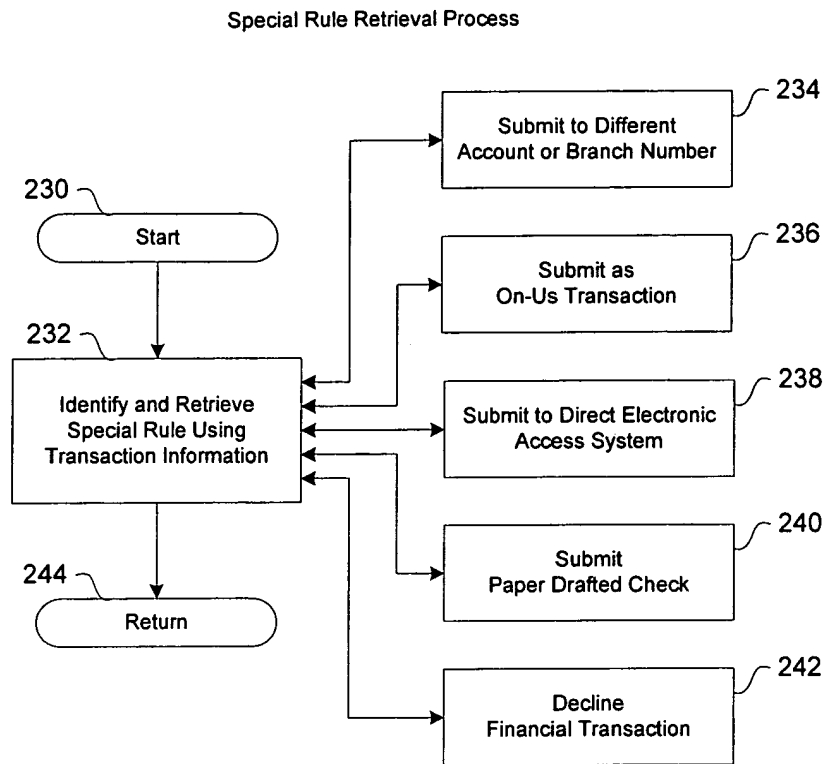 Special Rule Retrieval Process
234
Submit to Different
Account or Branch Number
230
Start
236
Submit as
On-Us Transaction
232
Identify and Retrieve
Special Rule Using
Transaction Information
238
Submit to Direct Electronic
Access System
240
Submit
Paper Drafted Check
244
Return
242
Decline
Financial Transaction